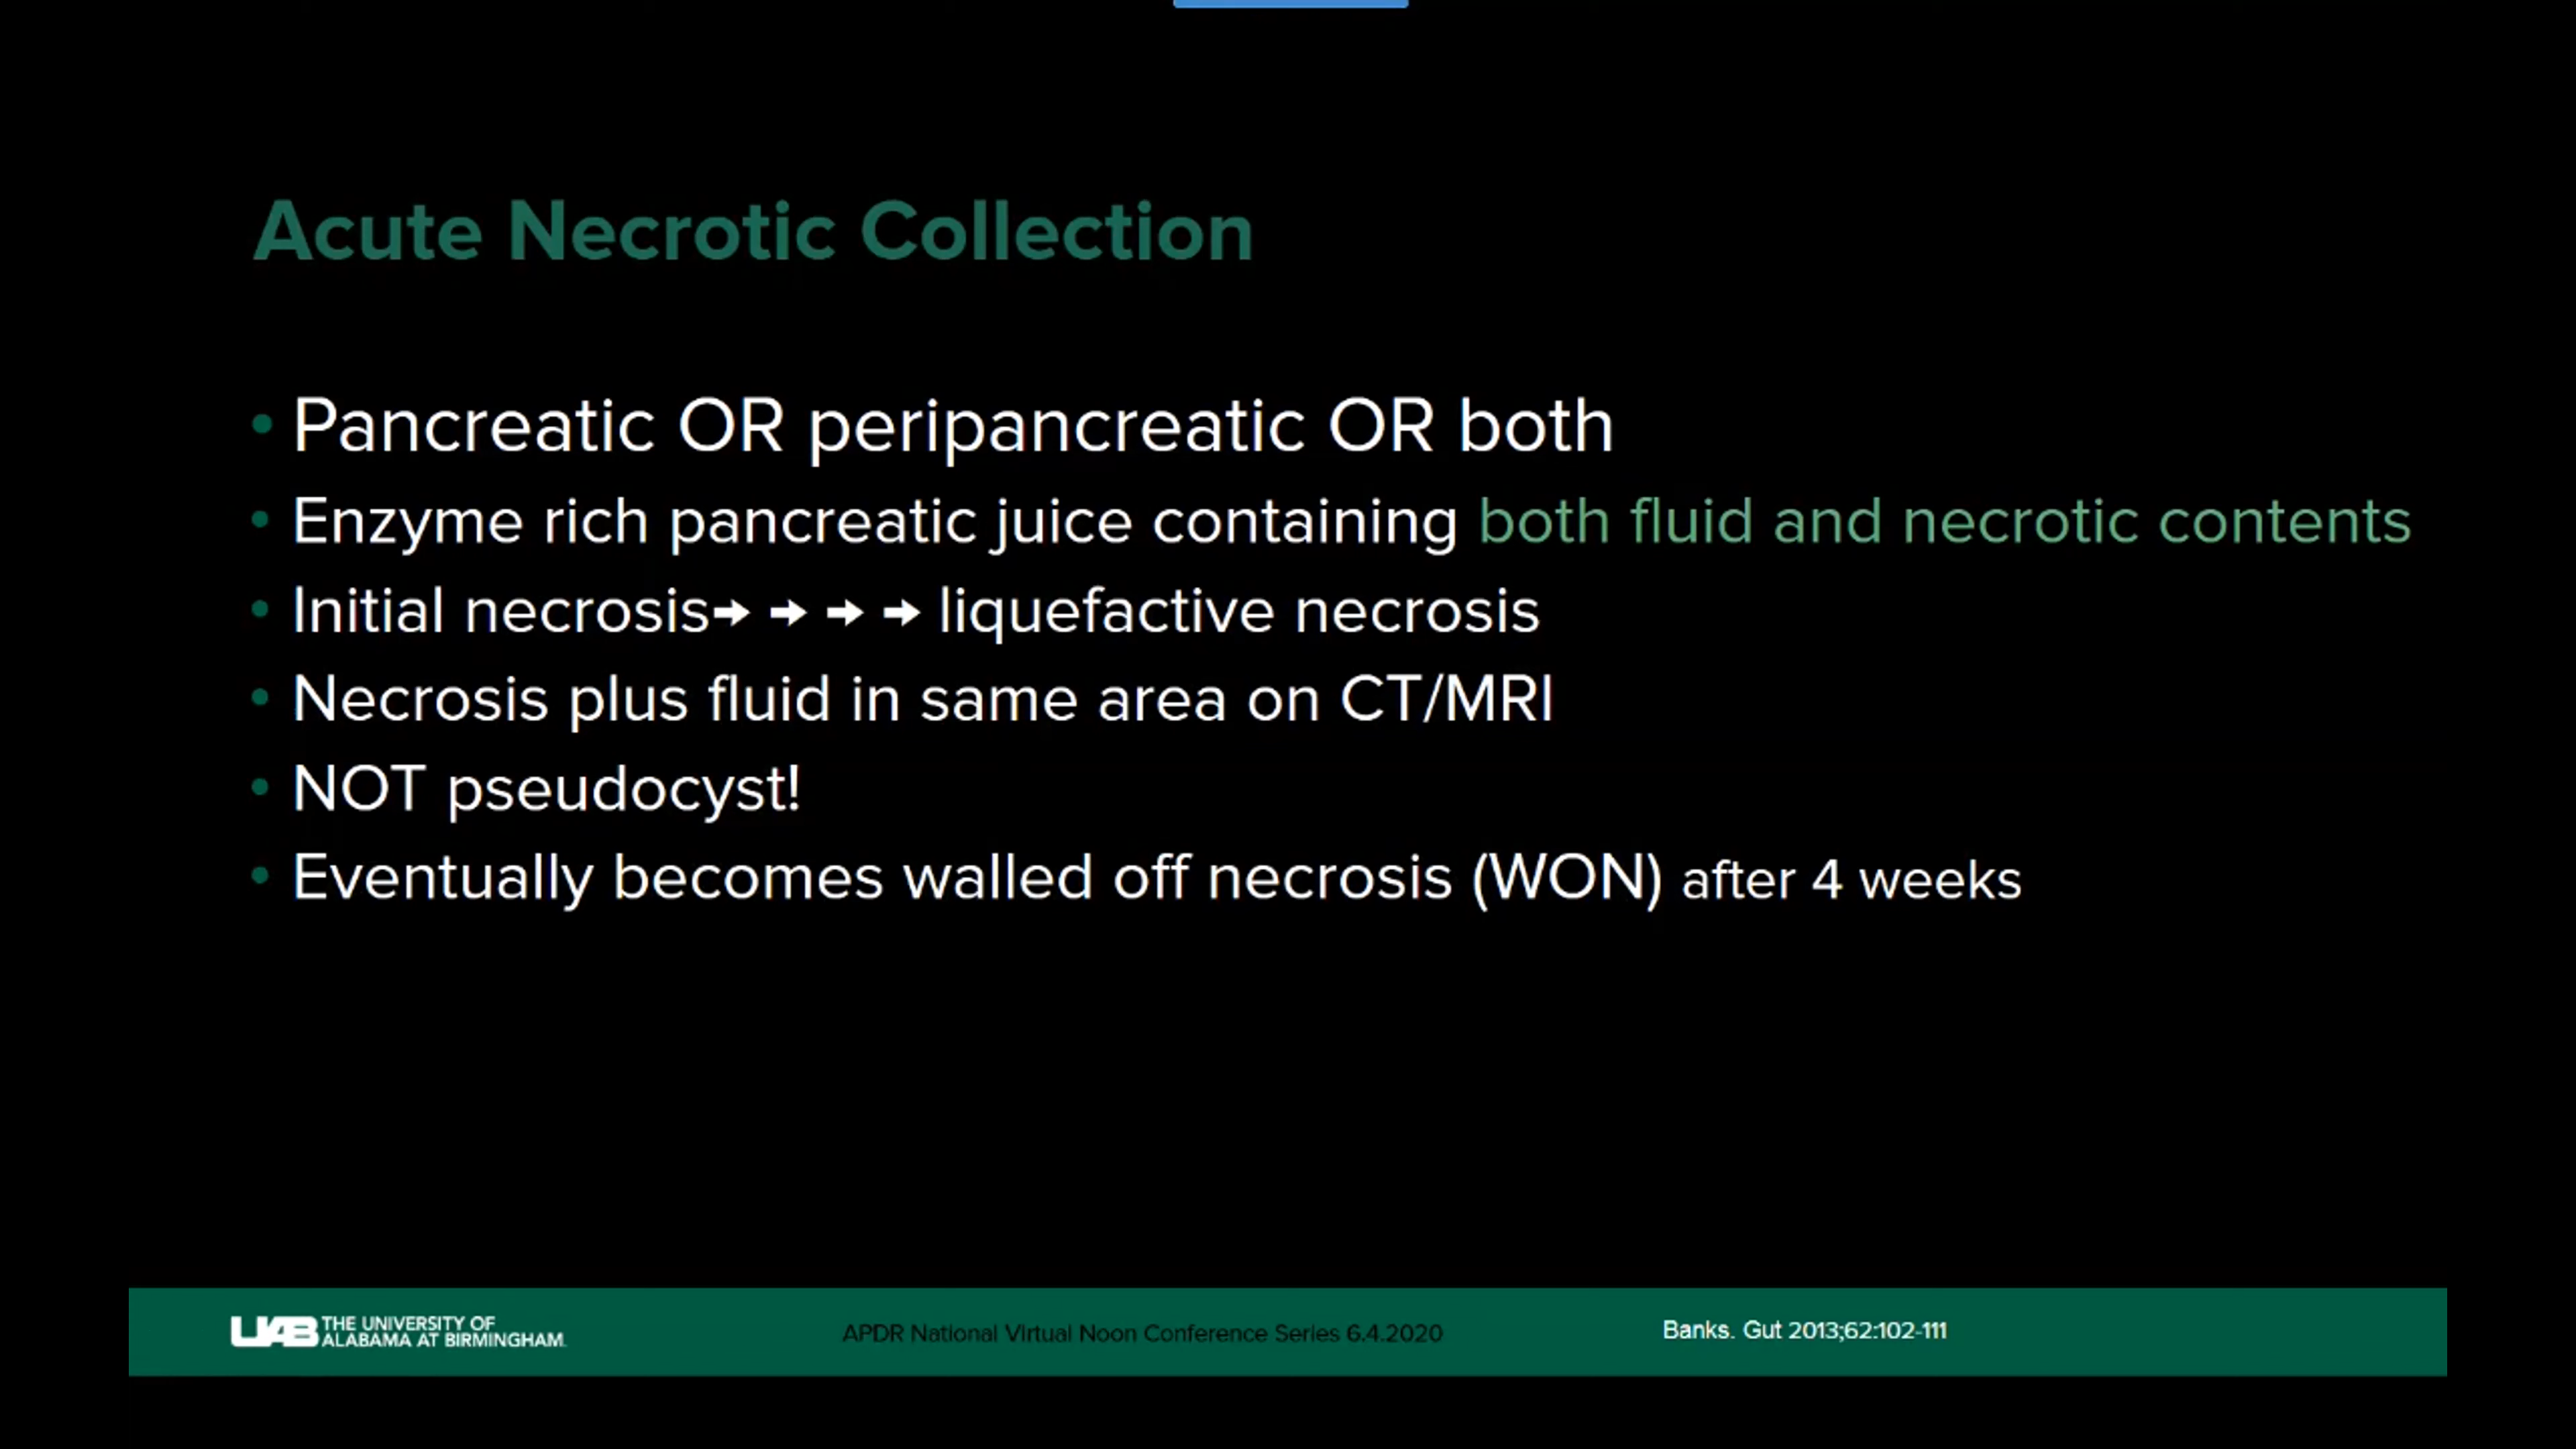 Acute Necrotic Collection
• Pancreatic OR peripancreatic OR both
• Enzyme rich pancreatic juice containing both fluid and necrotic contents
• Initial necrosis→ → → → liquefactive necrosis
• Necrosis plus fluid in same area on CT/MRI
• NOT pseudocyst!
• Eventually becomes walled off necrosis (WON) after 4 weeks
UAB THE UNIVERSITY OF
ALABAMA AT BIRMINGHAM
APDR National Virtual Noon Conference Series 6.4.2020
Banks. Gut 2013;62:102-111